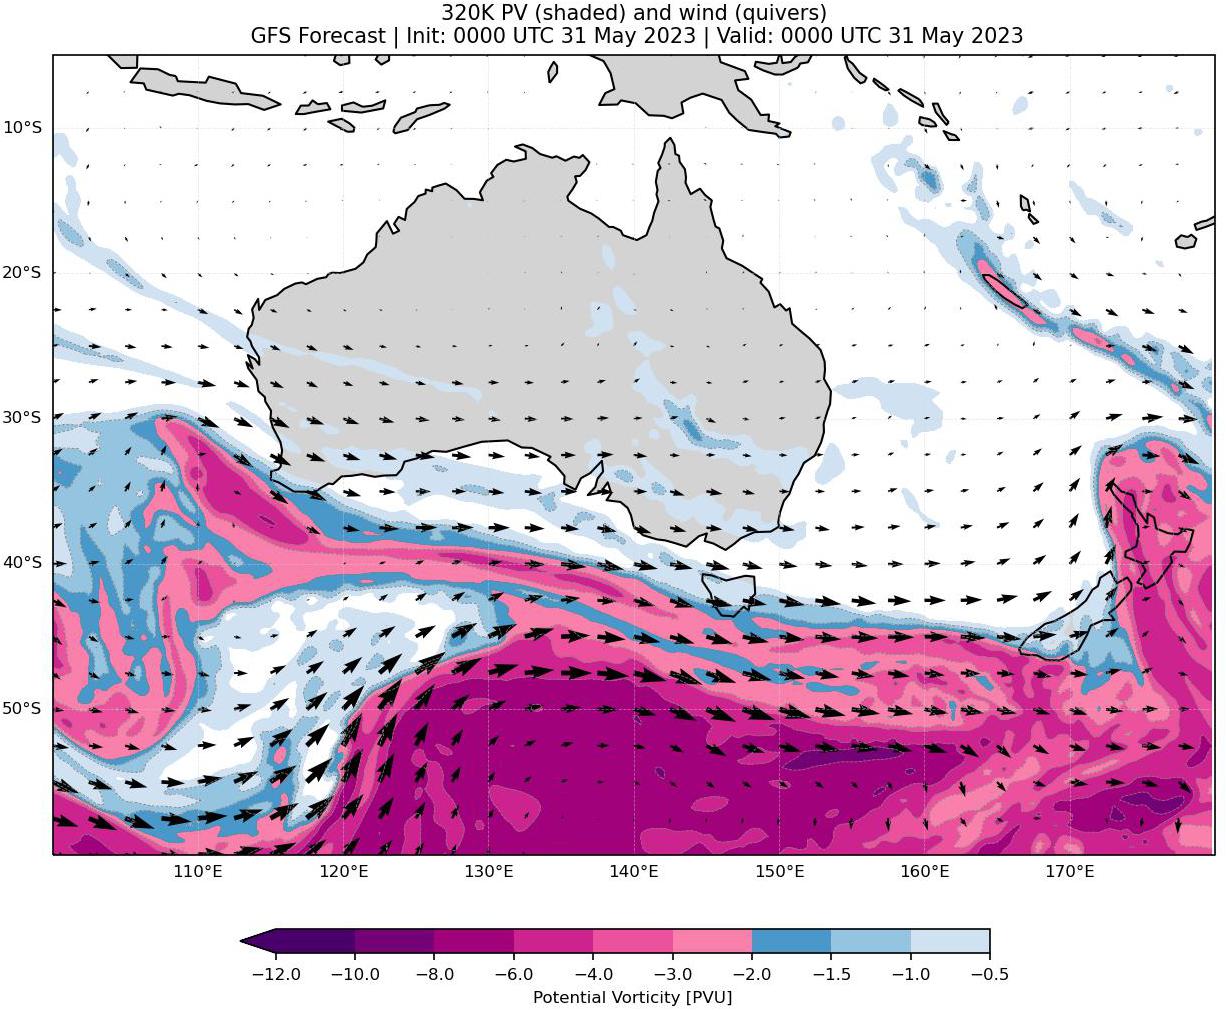 320K PV (shaded) and wind (quivers)
GFS Forecast | Init: 0000 UTC 31 May 2023 | Valid: 0000 UTC 31 May 2023
10°S
20°S
30°S
40°S
50°S
110°E 120°E 130°E 140°E 150°E 160°E 170°E
−12.0 −10.0 −8.0 −6.0 −4.0 −3.0 −2.0 −1.5 −1.0 −0.5
Potential Vorticity [PVU]